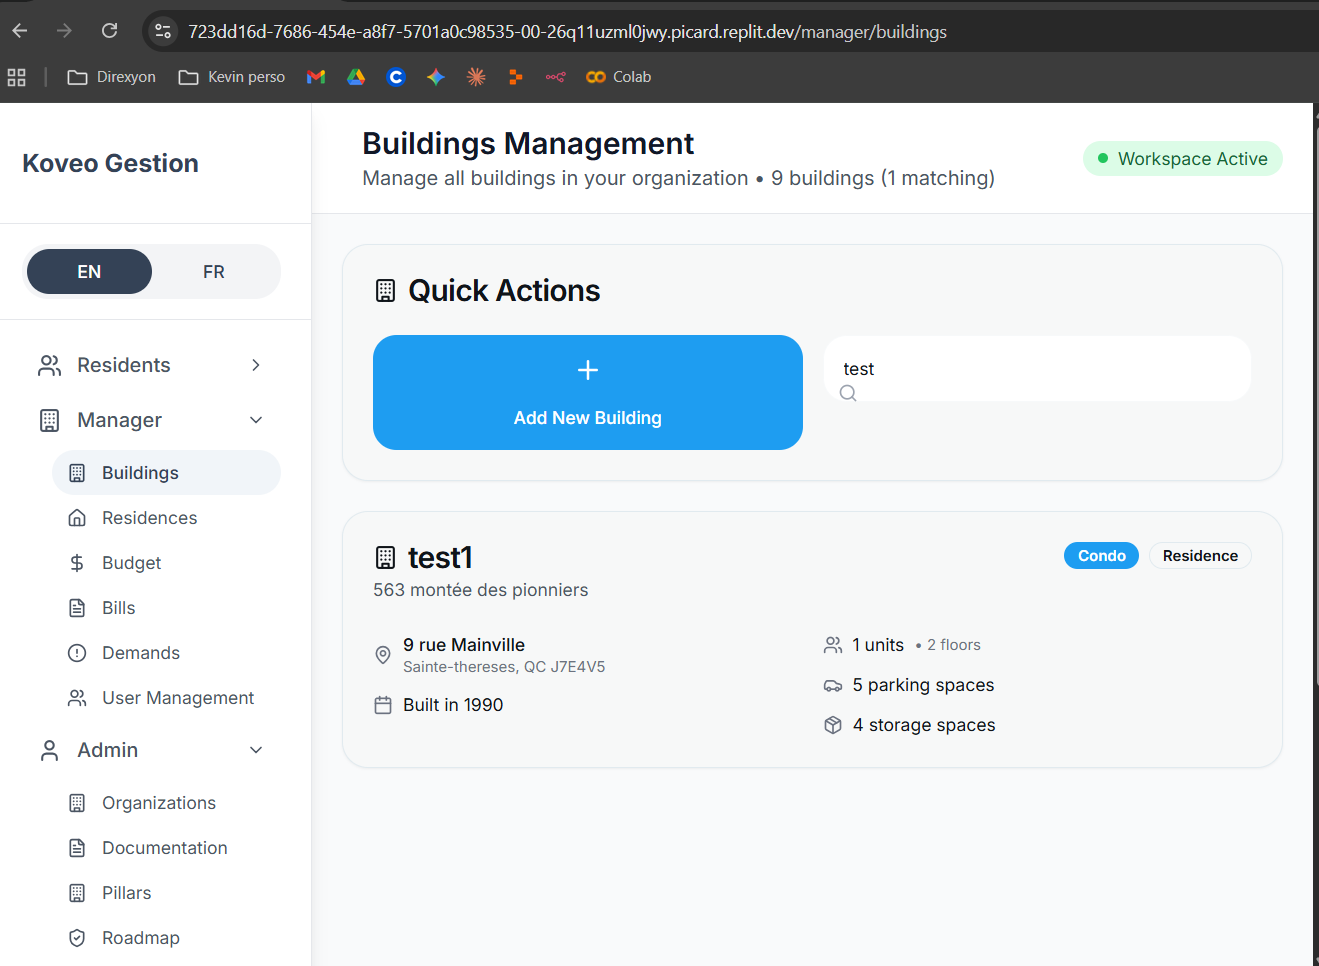 723dd16d-7686-454e-a8f7-5701a0c98535-00-26q11uzml0jwy.picard.replit.dev/manager/buildings
Direxyon
Kevin perso
Colab
Koveo Gestion
EN
FR
Residents
Manager
Buildings
Residences
Budget
Bills
Demands
User Management
Admin
Organizations
Documentation
Pillars
Roadmap
Buildings Management
Manage all buildings in your organization • 9 buildings (1 matching)
Workspace Active
Quick Actions
Add New Building
test
test1
563 montée des pionniers
Condo
Residence
9 rue Mainville
Sainte-thereses, QC J7E4V5
Built in 1990
1 units • 2 floors
5 parking spaces
4 storage spaces